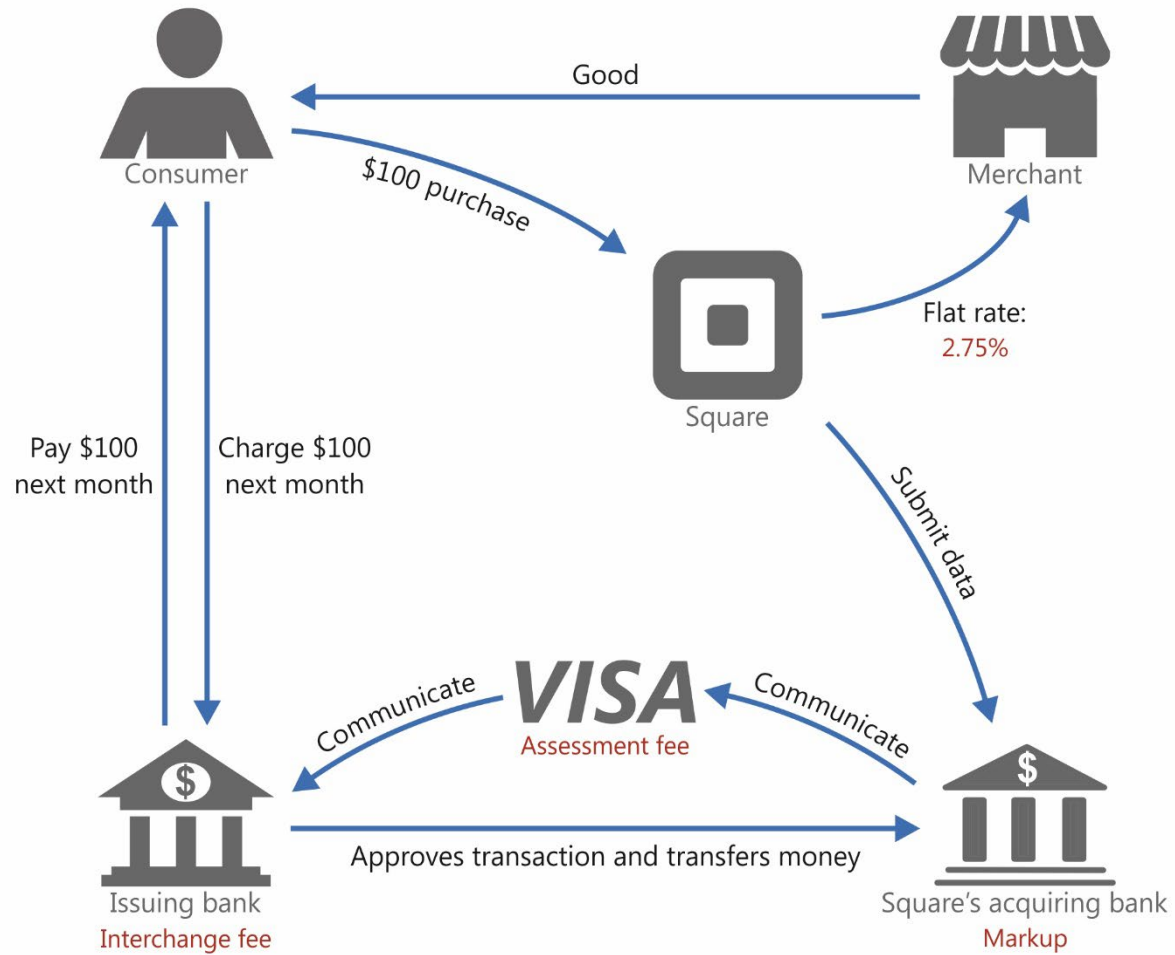 Good
Consumer
Merchant
$100 purchase
Flat rate:
2.75%
Square
Pay $100
next month
Charge $100
next month
Submit data
VISA
Assessment fee
Communicate
Communicate
$
$
Approves transaction and transfers money
Issuing bank
Interchange fee
Square’s acquiring bank
Markup